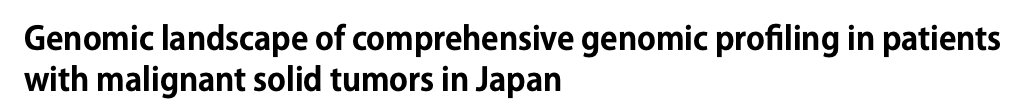 Genomic landscape of comprehensive genomic profiling in patients
with malignant solid tumors in Japan